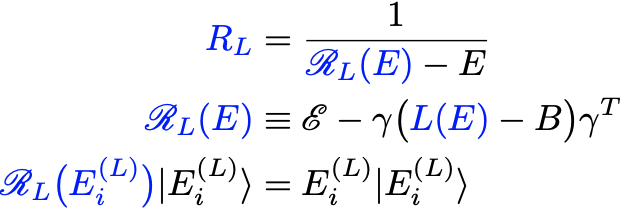 R_L = \frac{1}{\mathscr{R}_L(E) - E}
\mathscr{R}_L(E) \equiv \mathscr{E} - \gamma \big( L(E) - B \big) \gamma^T
\mathscr{R}_L \big( E_i^{(L)} \big) | E_i^{(L)} \rangle = E_i^{(L)} | E_i^{(L)} \rangle